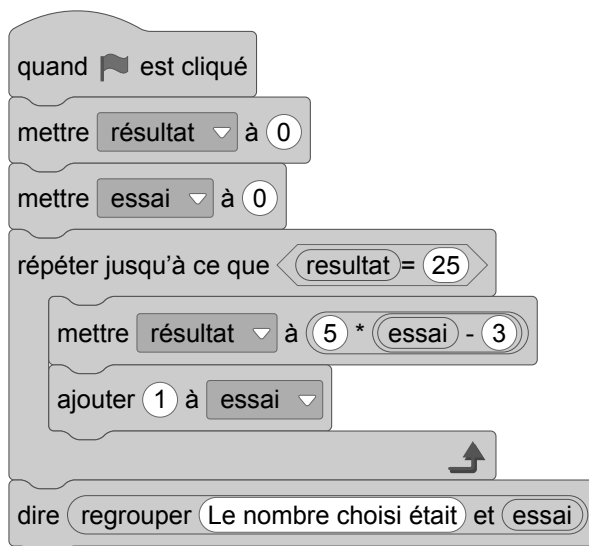 quand est cliqué
mettre résultat à 0
mettre essai à 0
répéter jusqu'à ce que resultat = 25
mettre résultat à 5 * essai - 3
ajouter 1 à essai
dire regrouper Le nombre choisi était et essai